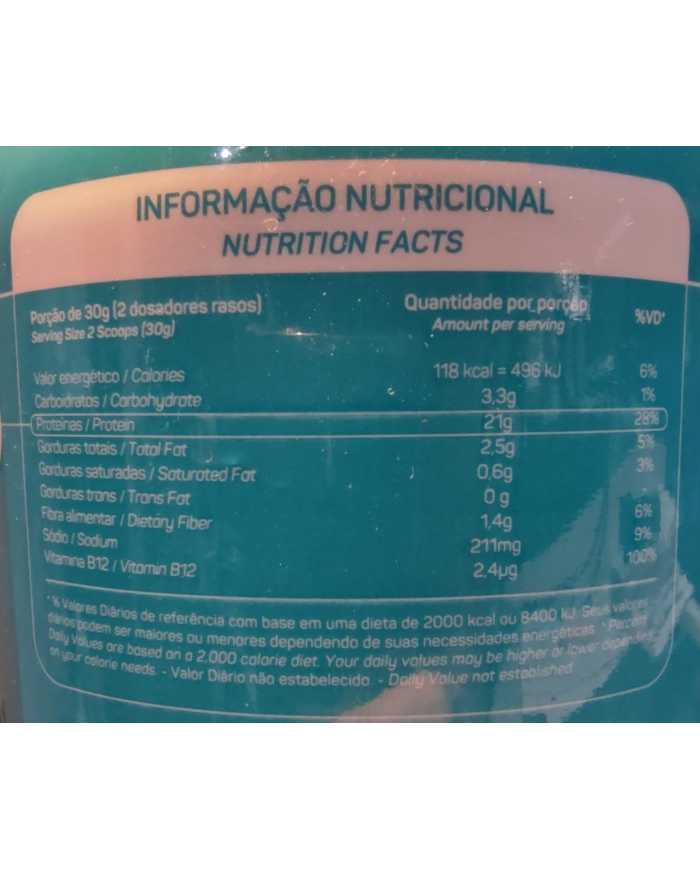 INFORMAÇÃO NUTRICIONAL
NUTRITION FACTS
Porção de 30g (2 dosadores rasos) Quantidade por porção %VD*
Serving Size 2 Scoops (30g) Amount per serving
Valor energético / Calories 118 kcal = 496 kJ 6%
Carboidratos / Carbohydrate 3,3g 1%
Proteínas / Protein 21g 28%
Gorduras totais / Total Fat 2,5g 5%
Gorduras saturadas / Saturated Fat 0,6g 3%
Gorduras trans / Trans Fat 0 g
Fibra alimentar / Dietary Fiber 1,4g 6%
Sódio / Sodium 211mg 9%
Vitamina B12 / Vitamin B12 2,4µg 100%
* % Valores Diários de referência com base em uma dieta de 2000 kcal ou 8400 kJ. Seus valores
diários podem ser maiores ou menores dependendo de suas necessidades energéticas. * Percent
Daily Values are based on a 2,000 calorie diet. Your daily values may be higher or lower depending
on your calorie needs. - Valor Diário não estabelecido. - Daily Value not established.